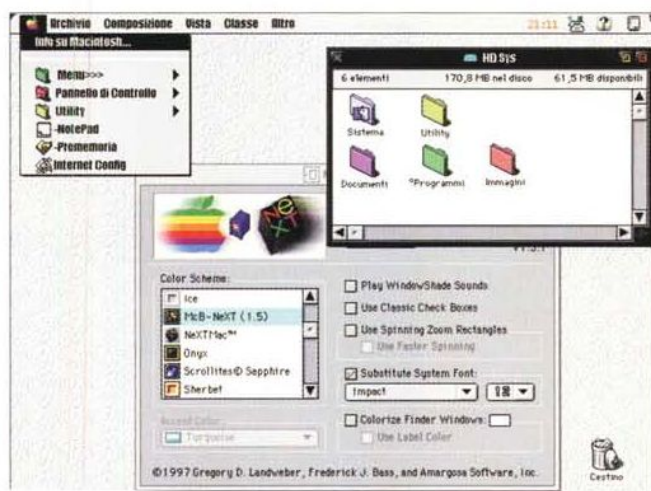 Archivio Composizione Vista Classe Altro 21:11
Info su Macintosh...
Menu>>>
Pannello di Controllo
Utility
-NotePad
-Prememoria
Internet Config
HD Sys
6 elementi 170,8 MB nel disco 61,5 MB disponibili
Sistema Utility
Documenti °Programmi Immagini
NeXT
Color Scheme:
Ice
McB-NeXT (1.5)
NeXTMac™
Onyx
Scrollites© Sapphire
Sherbet
Accent Color:
Turquoise
Play WindowShade Sounds
Use Classic Check Boxes
Use Spinning Zoom Rectangles
Use Faster Spinning
Substitute System Font:
Impact 18
Colorize Finder Windows:
Use Label Color
©1997 Gregory D. Landweber, Frederick J. Bass, and Amargosa Software, Inc.
Cestino